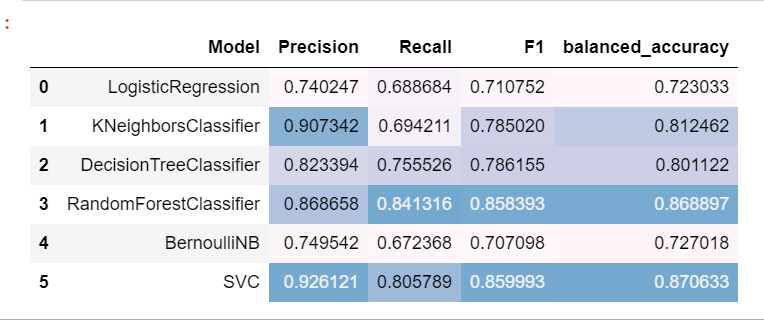 :
Model Precision Recall F1 balanced_accuracy
0 LogisticRegression 0.740247 0.688684 0.710752 0.723033
1 KNeighborsClassifier 0.907342 0.694211 0.785020 0.812462
2 DecisionTreeClassifier 0.823394 0.755526 0.786155 0.801122
3 RandomForestClassifier 0.868658 0.841316 0.858393 0.868897
4 BernoulliNB 0.749542 0.672368 0.707098 0.727018
5 SVC 0.926121 0.805789 0.859993 0.870633